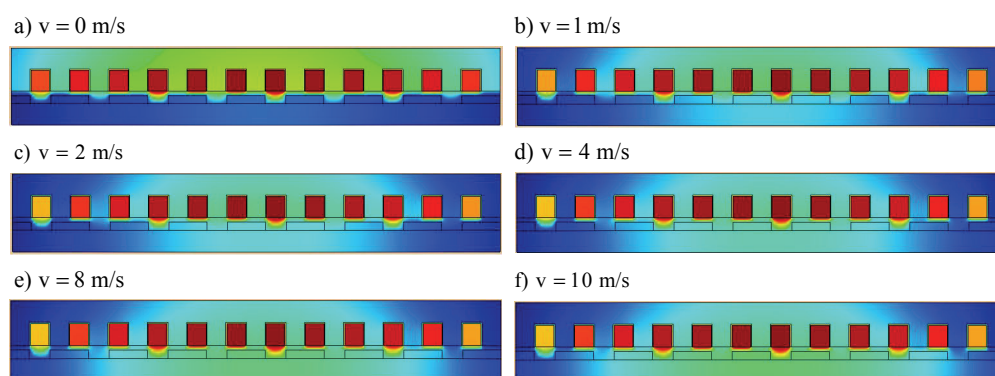 a) v = 0 m/s
b) v = 1 m/s
c) v = 2 m/s
d) v = 4 m/s
e) v = 8 m/s
f) v = 10 m/s